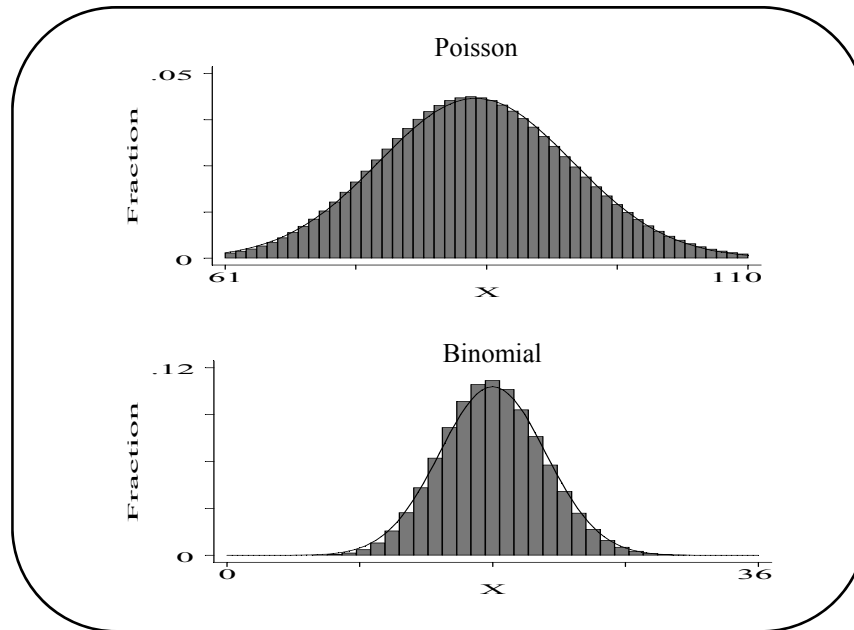 Poisson
.05
Fraction
0
61
110
X
Binomial
.12
Fraction
0
0
36
X